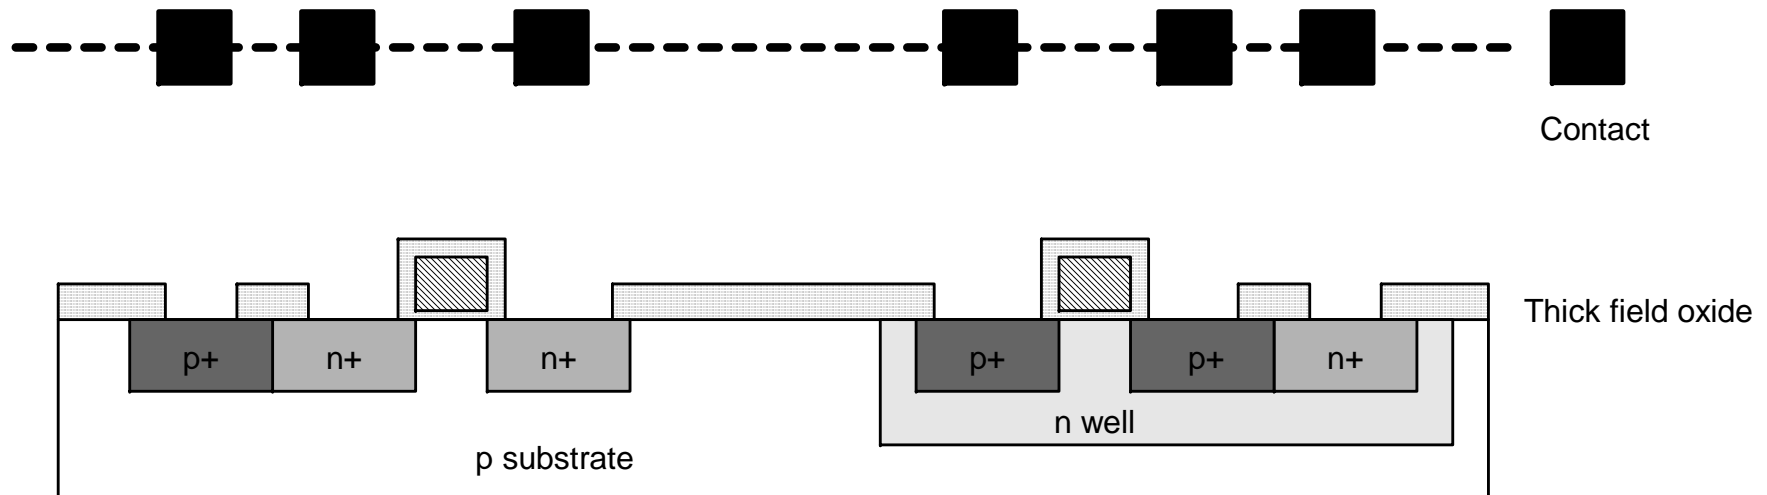 Contact
Thick field oxide
p+
n+
n+
p+
p+
n+
n well
p substrate